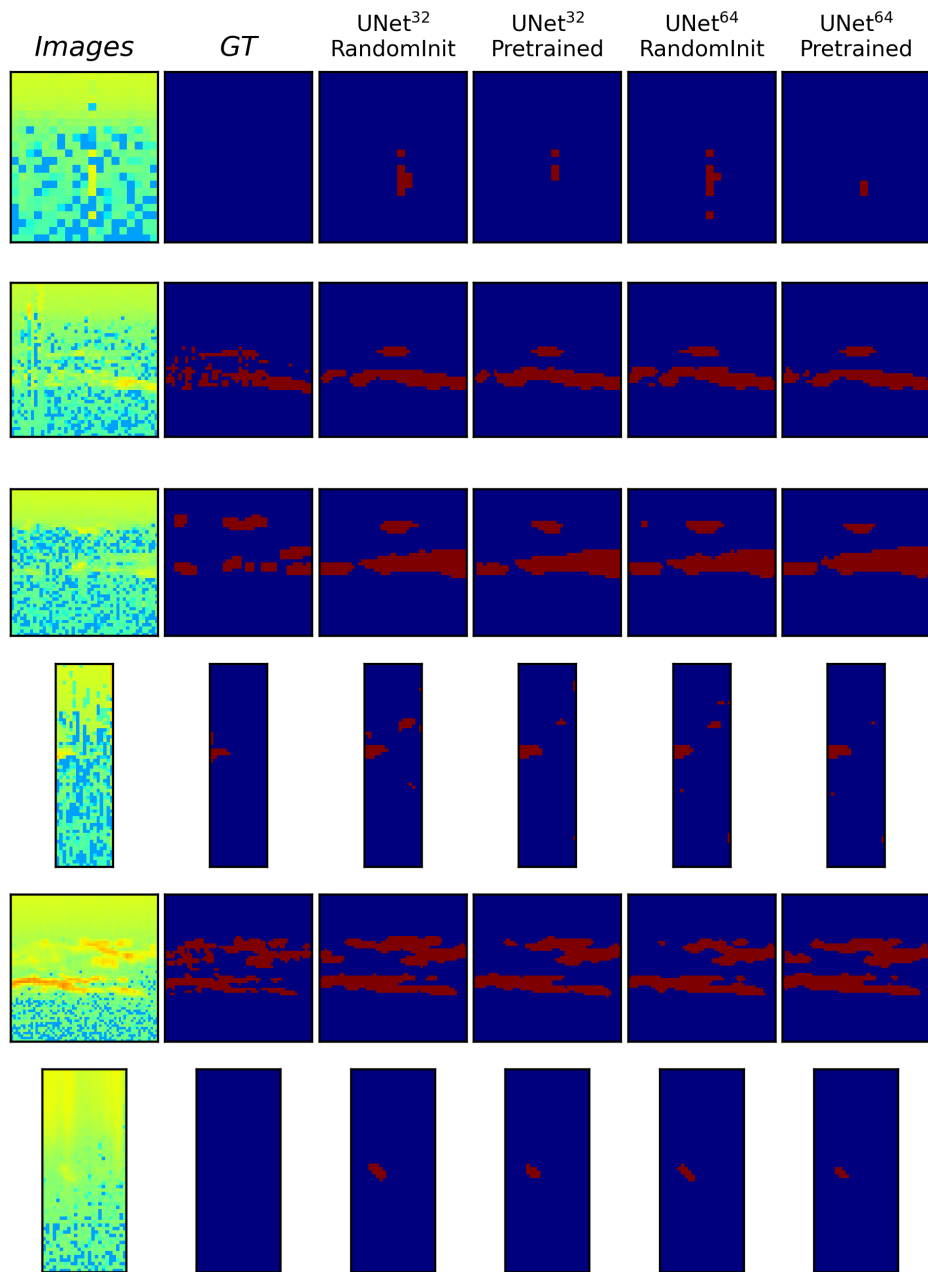 Images
GT
UNet³²
RandomInit
UNet³²
Pretrained
UNet⁶⁴
RandomInit
UNet⁶⁴
Pretrained